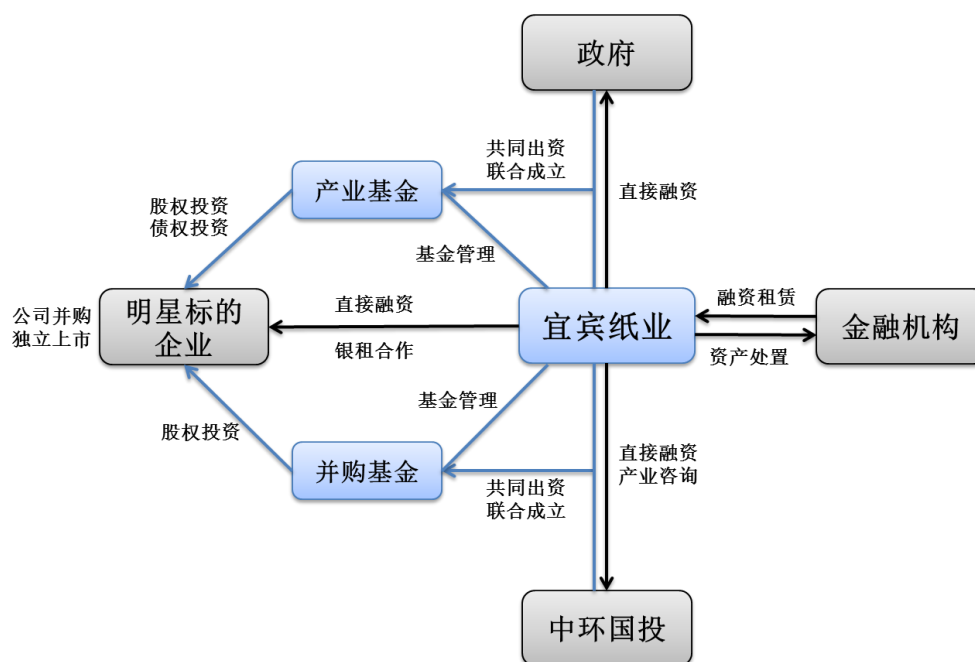 政府
共同出资
联合成立
直接融资
产业基金
股权投资
债权投资
基金管理
公司并购
独立上市
明星标的
企业
直接融资
银租合作
宜宾纸业
融资租赁
资产处置
金融机构
基金管理
股权投资
并购基金
直接融资
产业咨询
共同出资
联合成立
中环国投